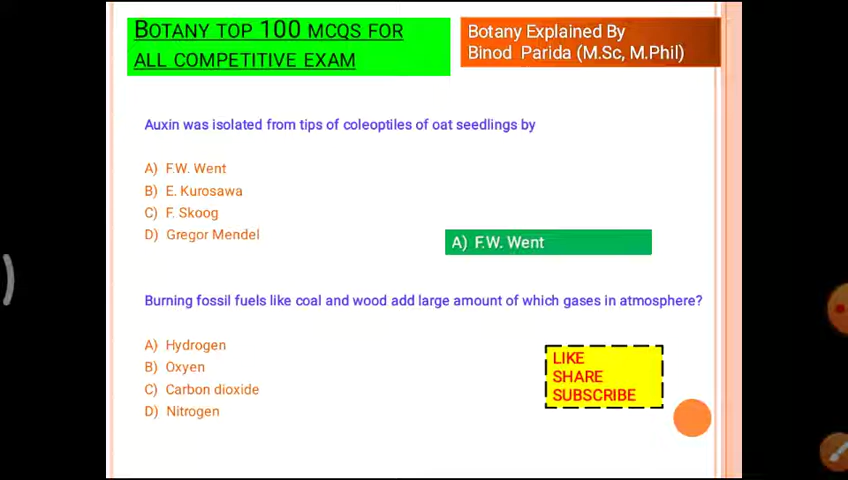 BOTANY TOP 100 MCQS FOR
ALL COMPETITIVE EXAM
Botany Explained By
Binod Parida (M.Sc, M.Phil)
Auxin was isolated from tips of coleoptiles of oat seedlings by
A) F.W. Went
B) E. Kurosawa
C) F. Skoog
D) Gregor Mendel
A) F.W. Went
Burning fossil fuels like coal and wood add large amount of which gases in atmosphere?
A) Hydrogen
B) Oxyen
C) Carbon dioxide
D) Nitrogen
LIKE
SHARE
SUBSCRIBE